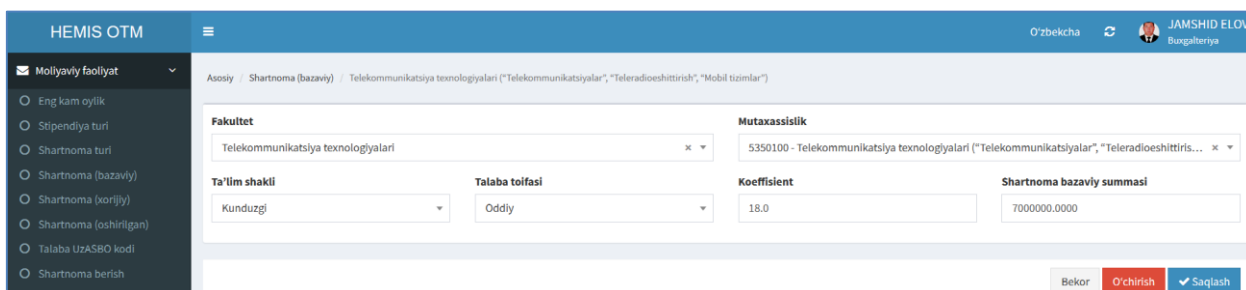 HEMIS OTM
O'zbekcha
JAMSHID ELOV
Buxgalteriya
Moliyaviy faoliyat
Eng kam oylik
Stipendiya turi
Shartnoma turi
Shartnoma (bazaviy)
Shartnoma (xorijiy)
Shartnoma (oshirilgan)
Talaba UzASBO kodi
Shartnoma berish
Asosiy / Shartnoma (bazaviy) / Telekommunikatsiya texnologiyalari ("Telekommunikatsiyalar", "Teleradioeshittirish", "Mobil tizimlar")
Fakultet
Telekommunikatsiya texnologiyalari
Mutaxassislik
5350100 - Telekommunikatsiya texnologiyalari ("Telekommunikatsiyalar", "Teleradioeshittiris...
Ta'lim shakli
Kunduzgi
Talaba toifasi
Oddiy
Koeffisient
18.0
Shartnoma bazaviy summasi
7000000.0000
Bekor
O'chirish
Saqlash